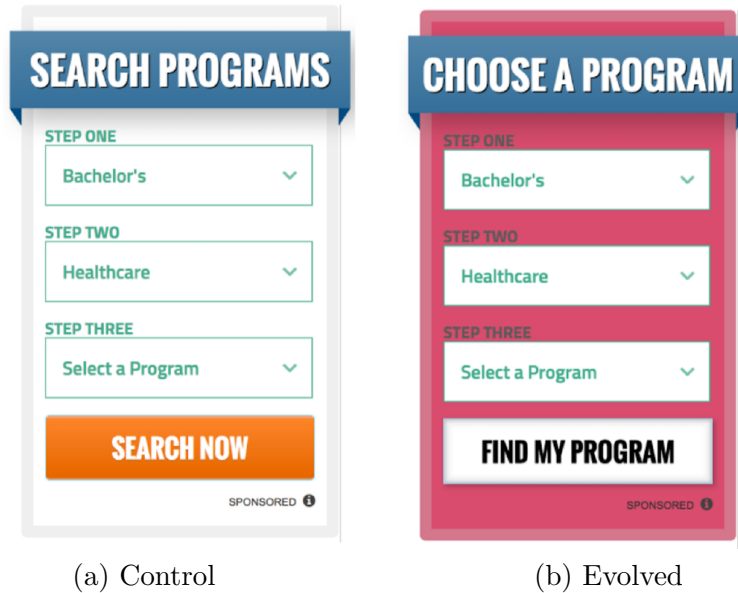 SEARCH PROGRAMS
STEP ONE
Bachelor's
STEP TWO
Healthcare
STEP THREE
Select a Program
SEARCH NOW
SPONSORED
(a) Control
CHOOSE A PROGRAM
STEP ONE
Bachelor's
STEP TWO
Healthcare
STEP THREE
Select a Program
FIND MY PROGRAM
SPONSORED
(b) Evolved